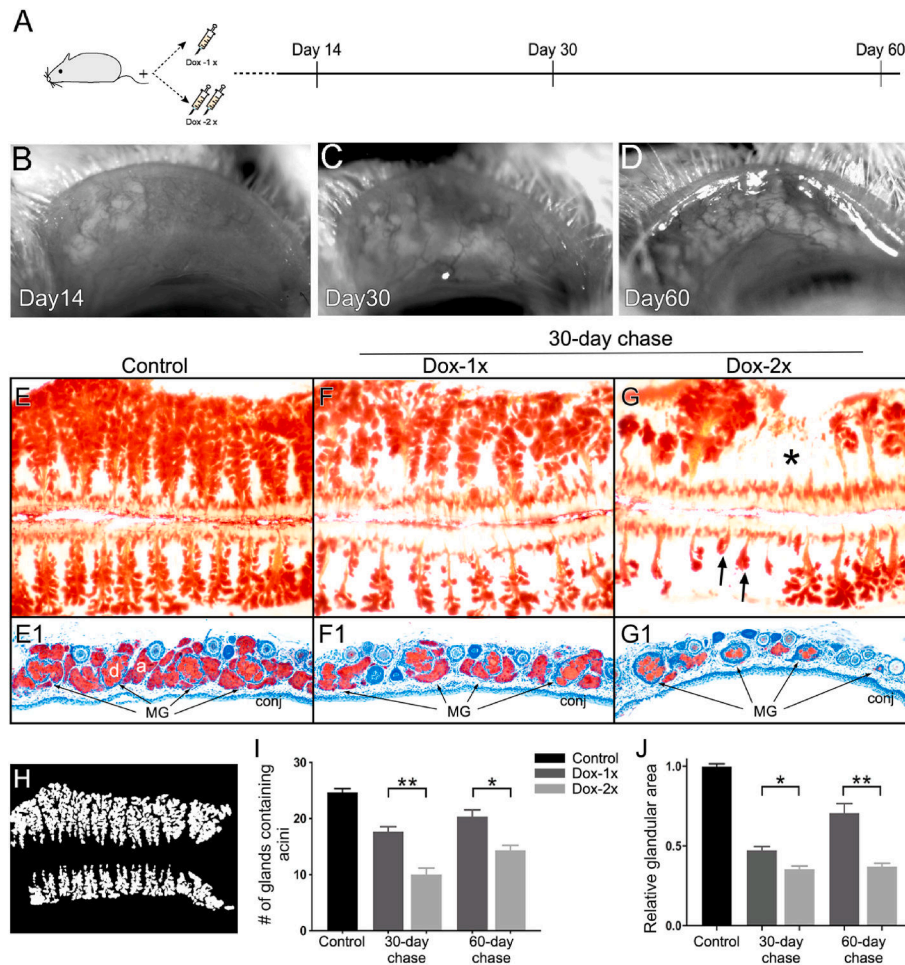 A
Day 14
Day 30
Day 60
+
Dox -1 x
Dox -2 x
B
Day14
C
Day30
D
Day60
30-day chase
Control
Dox-1x
Dox-2x
E
F
G
*
E1
d
a
MG
conj
F1
MG
conj
G1
MG
conj
H
I
# of glands containing
acini
30
20
10
0
**
*
Control
30-day
chase
60-day
chase
Control
Dox-1x
Dox-2x
J
Relative glandular area
1.0
0.5
0.0
*
**
Control
30-day
chase
60-day
chase